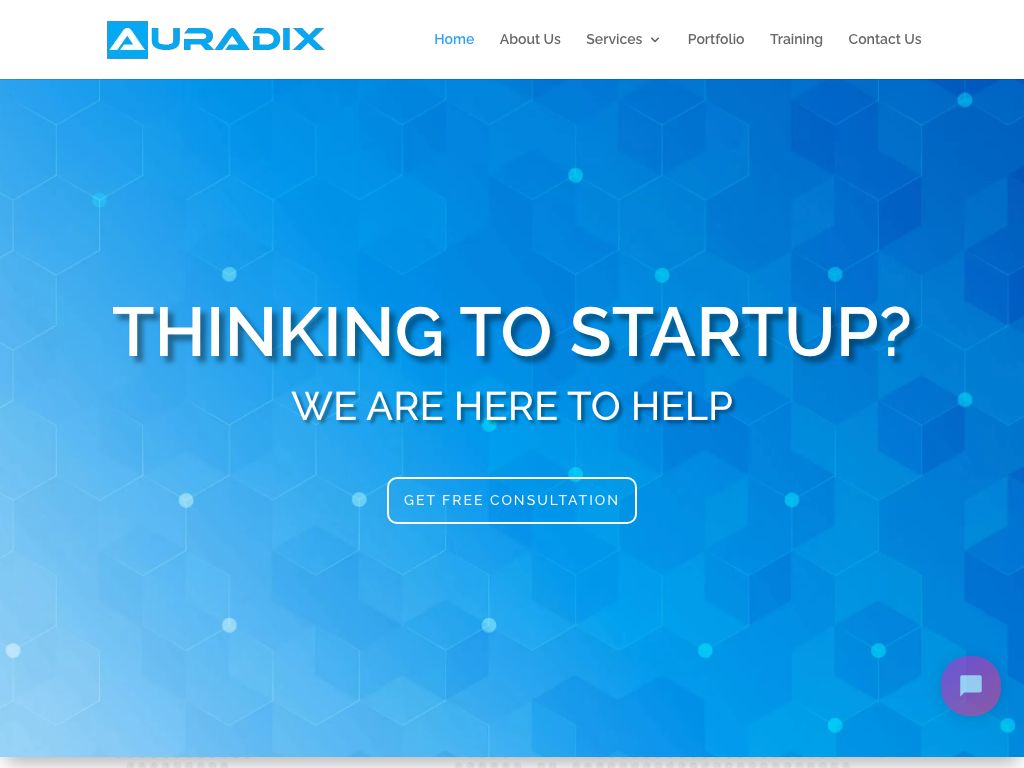 AURADIX
Home
About Us
Services
Portfolio
Training
Contact Us
THINKING TO STARTUP?
WE ARE HERE TO HELP
GET FREE CONSULTATION